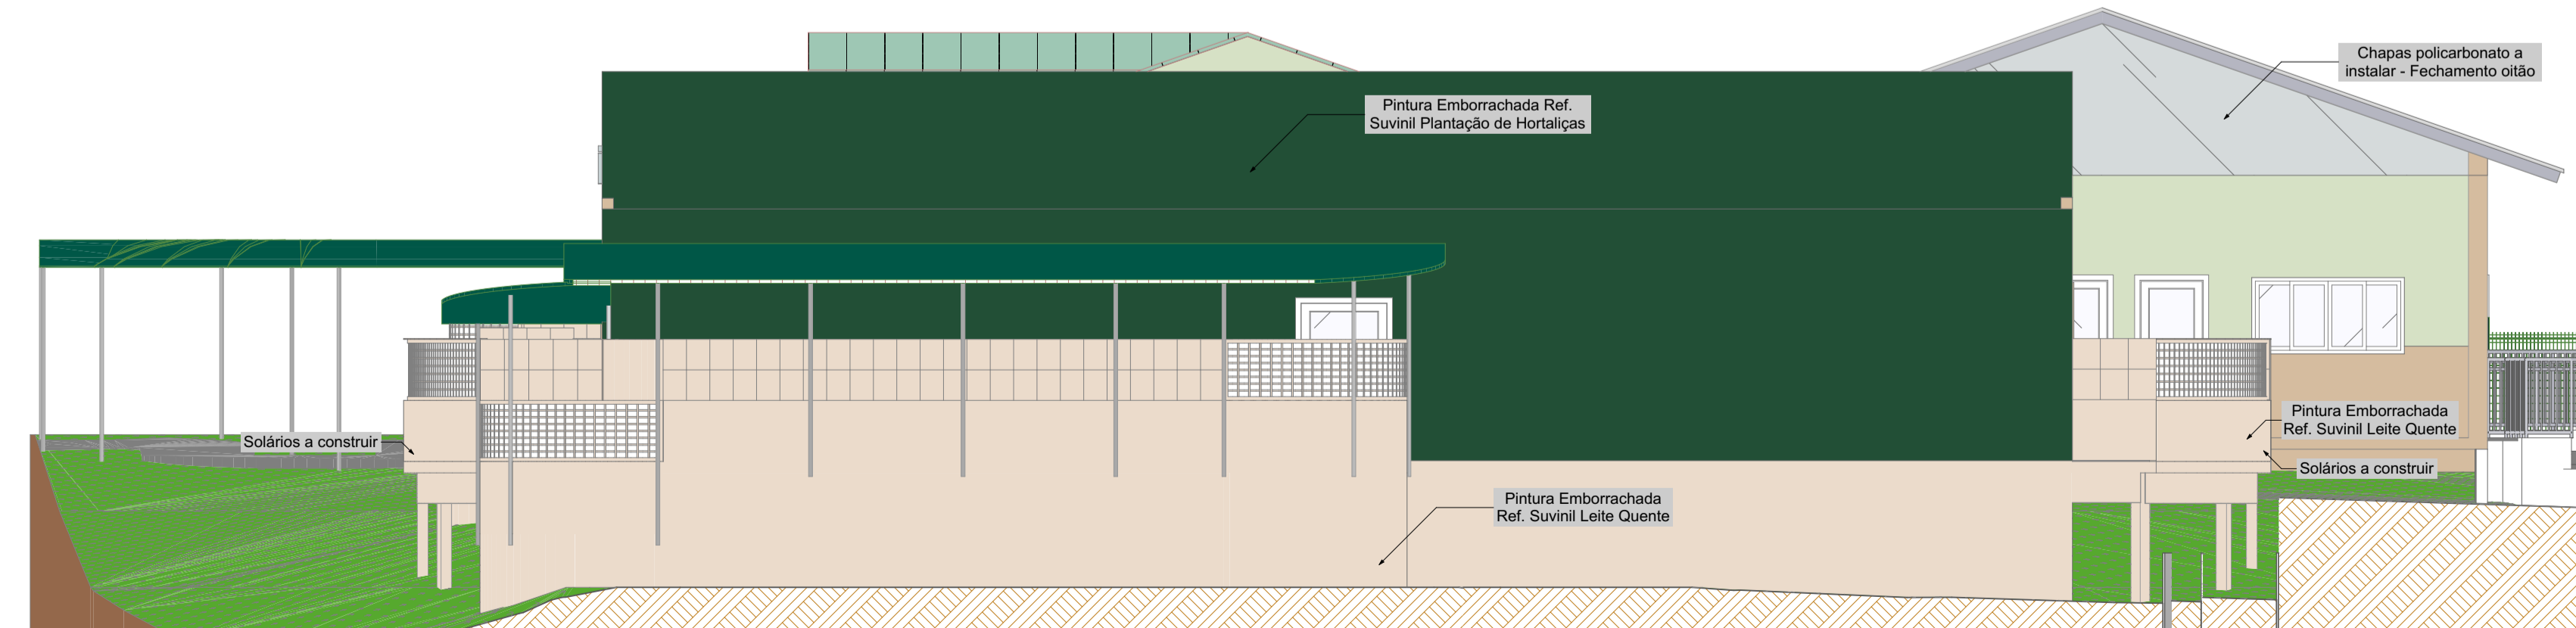 Chapas policarbonato a
instalar - Fechamento oitão
Pintura Emborrachada Ref.
Suvinil Plantação de Hortaliças
Solários a construir
Pintura Emborrachada
Ref. Suvinil Leite Quente
Solários a construir
Pintura Emborrachada
Ref. Suvinil Leite Quente